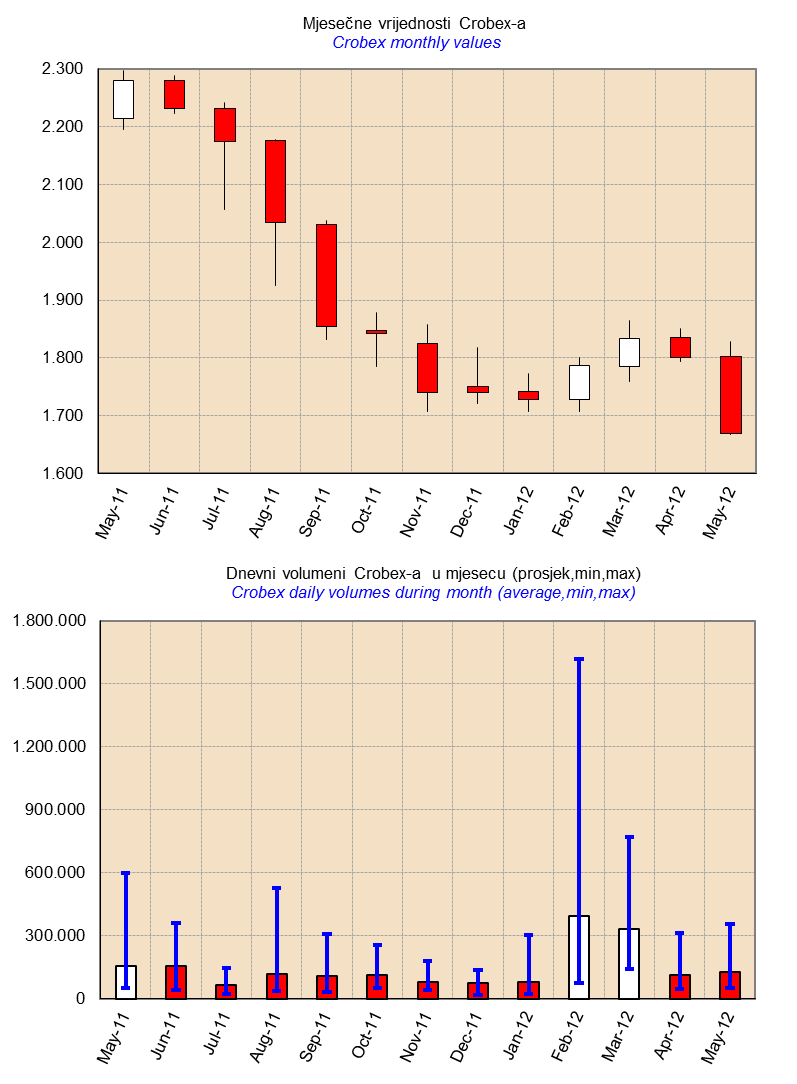 Mjesečne vrijednosti Crobex-a
Crobex monthly values
2.300
2.200
2.100
2.000
1.900
1.800
1.700
1.600
May-11 Jun-11 Jul-11 Aug-11 Sep-11 Oct-11 Nov-11 Dec-11 Jan-12 Feb-12 Mar-12 Apr-12 May-12
Dnevni volumeni Crobex-a u mjesecu (prosjek,min,max)
Crobex daily volumes during month (average,min,max)
1.800.000
1.500.000
1.200.000
900.000
600.000
300.000
0
May-11 Jun-11 Jul-11 Aug-11 Sep-11 Oct-11 Nov-11 Dec-11 Jan-12 Feb-12 Mar-12 Apr-12 May-12